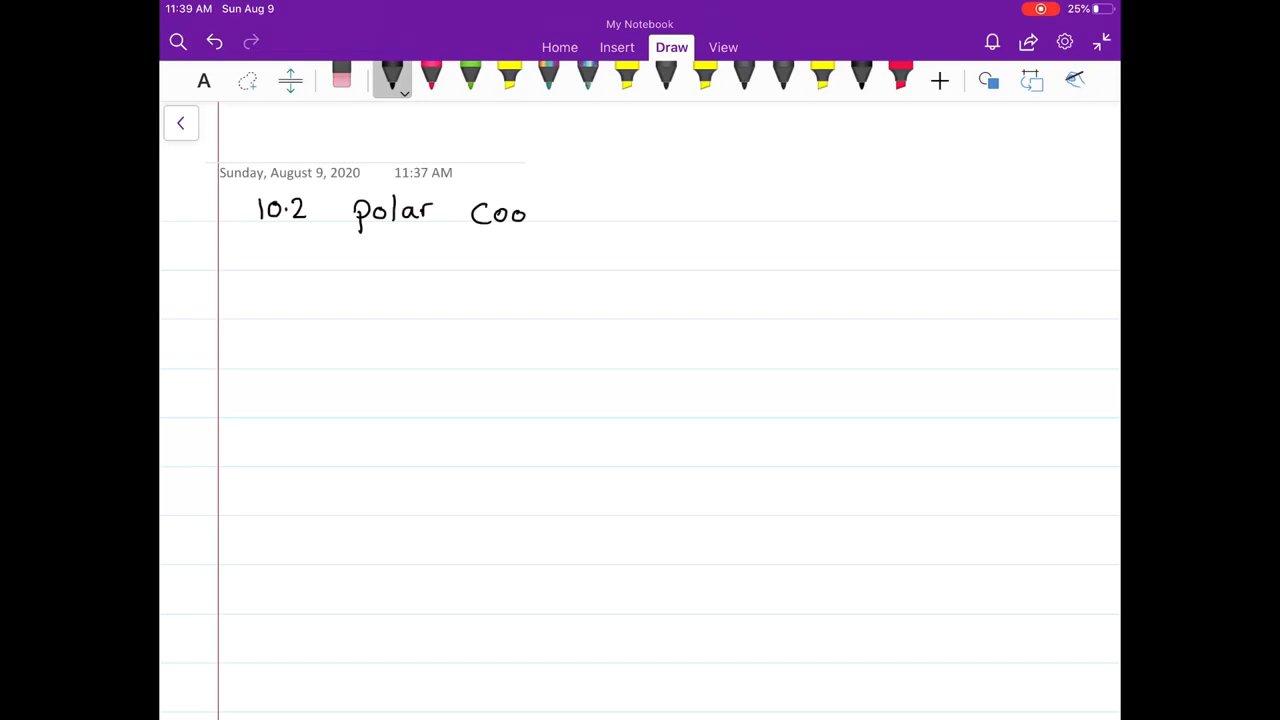 11:39 AM Sun Aug 9
25%
My Notebook
Home Insert Draw View
A
Sunday, August 9, 2020 11:37 AM
10.2 polar Coo